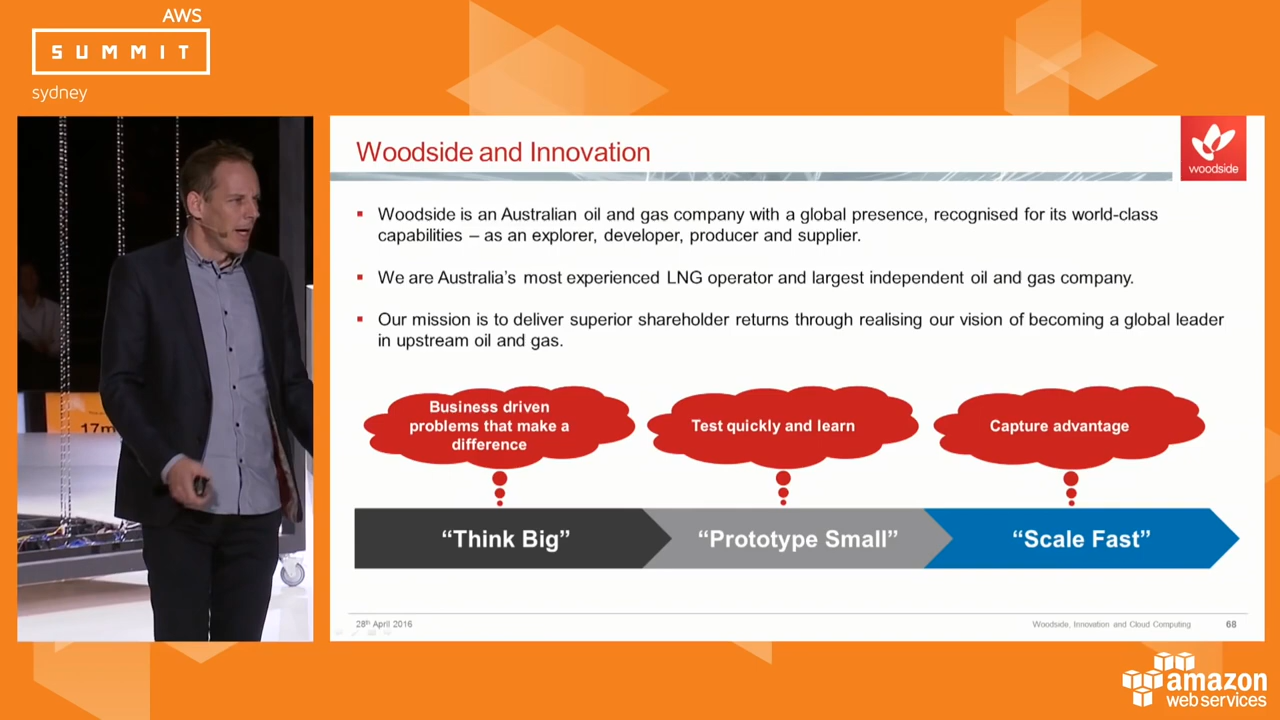 AWS
SUMMIT
sydney
17m
Woodside and Innovation
woodside
▪ Woodside is an Australian oil and gas company with a global presence, recognised for its world-class
capabilities – as an explorer, developer, producer and supplier.
▪ We are Australia's most experienced LNG operator and largest independent oil and gas company.
▪ Our mission is to deliver superior shareholder returns through realising our vision of becoming a global leader
in upstream oil and gas.
Business driven
problems that make a
difference
Test quickly and learn
Capture advantage
“Think Big”
“Prototype Small”
“Scale Fast”
28th April 2016
Woodside, Innovation and Cloud Computing
68
amazon
web services